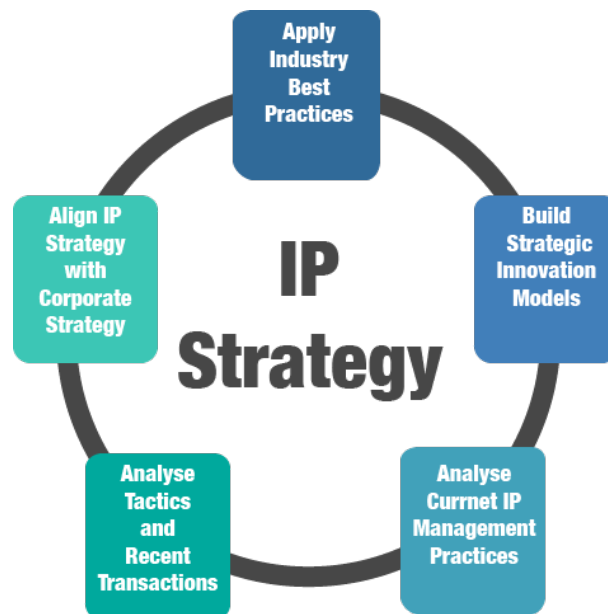 Apply
Industry
Best
Practices
Align IP
Strategy
with
Corporate
Strategy
IP
Strategy
Build
Strategic
Innovation
Models
Analyse
Tactics
and
Recent
Transactions
Analyse
Currnet IP
Management
Practices